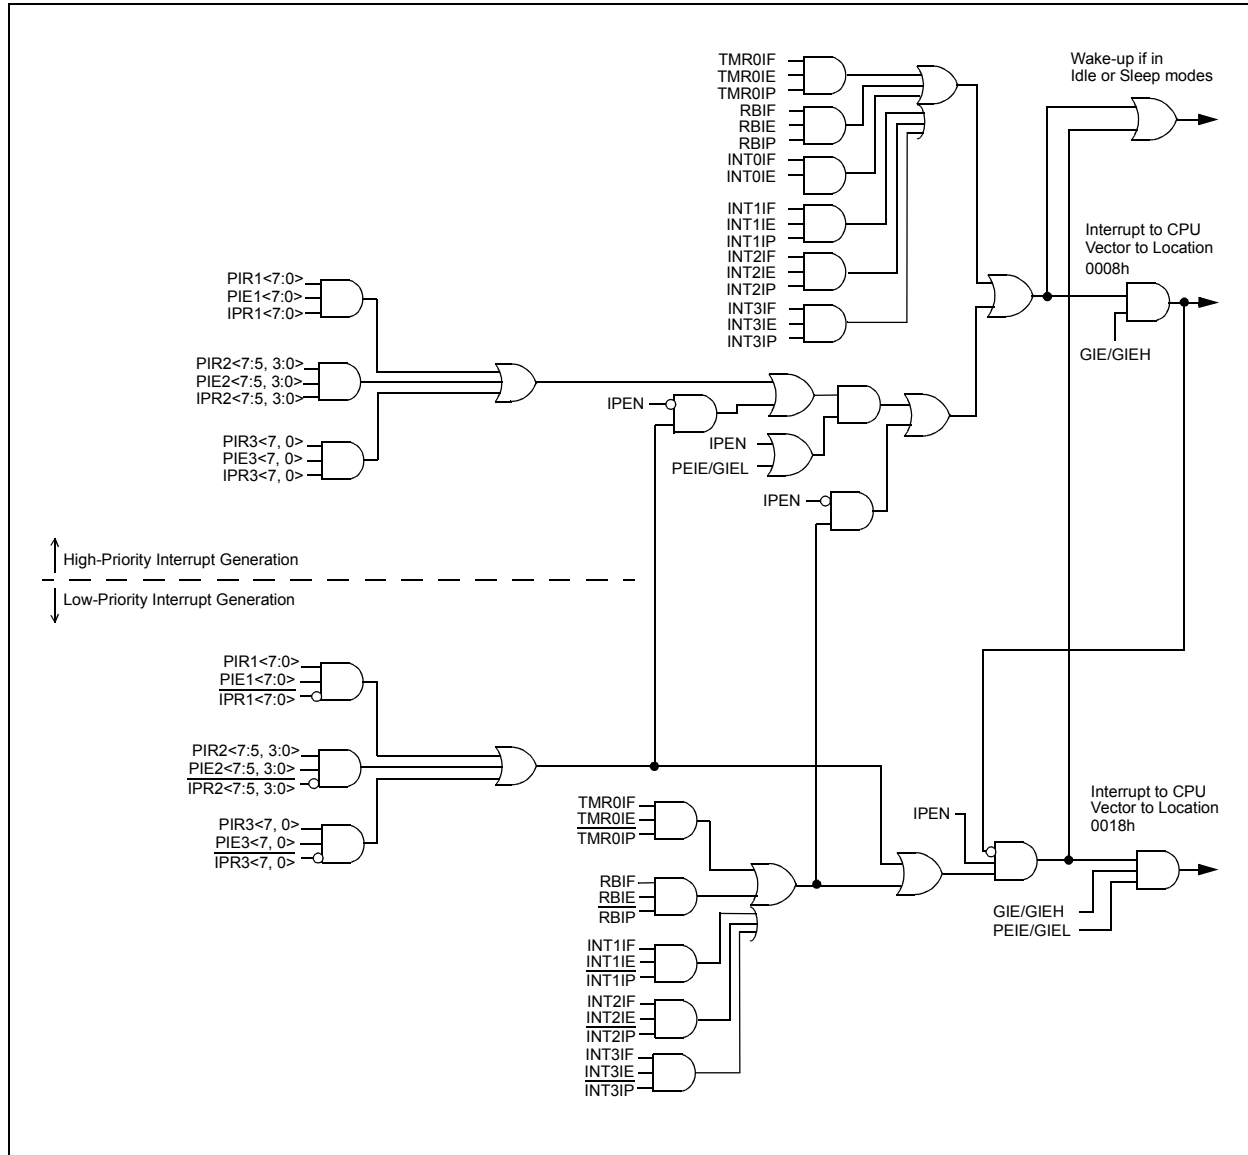 TMR0IF
TMR0IE
TMR0IP
RBIF
RBIE
RBIP
INT0IF
INT0IE
INT1IF
INT1IE
INT1IP
INT2IF
INT2IE
INT2IP
INT3IF
INT3IE
INT3IP
Wake-up if in
Idle or Sleep modes
Interrupt to CPU
Vector to Location
0008h
GIE/GIEH
PIR1<7:0>
PIE1<7:0>
IPR1<7:0>
PIR2<7:5, 3:0>
PIE2<7:5, 3:0>
IPR2<7:5, 3:0>
PIR3<7, 0>
PIE3<7, 0>
IPR3<7, 0>
IPEN
IPEN
PEIE/GIEL
IPEN
High-Priority Interrupt Generation
Low-Priority Interrupt Generation
PIR1<7:0>
PIE1<7:0>
IPR1<7:0>
PIR2<7:5, 3:0>
PIE2<7:5, 3:0>
IPR2<7:5, 3:0>
PIR3<7, 0>
PIE3<7, 0>
IPR3<7, 0>
TMR0IF
TMR0IE
TMR0IP
RBIF
RBIE
RBIP
INT1IF
INT1IE
INT1IP
INT2IF
INT2IE
INT2IP
INT3IF
INT3IE
INT3IP
IPEN
Interrupt to CPU
Vector to Location
0018h
GIE/GIEH
PEIE/GIEL